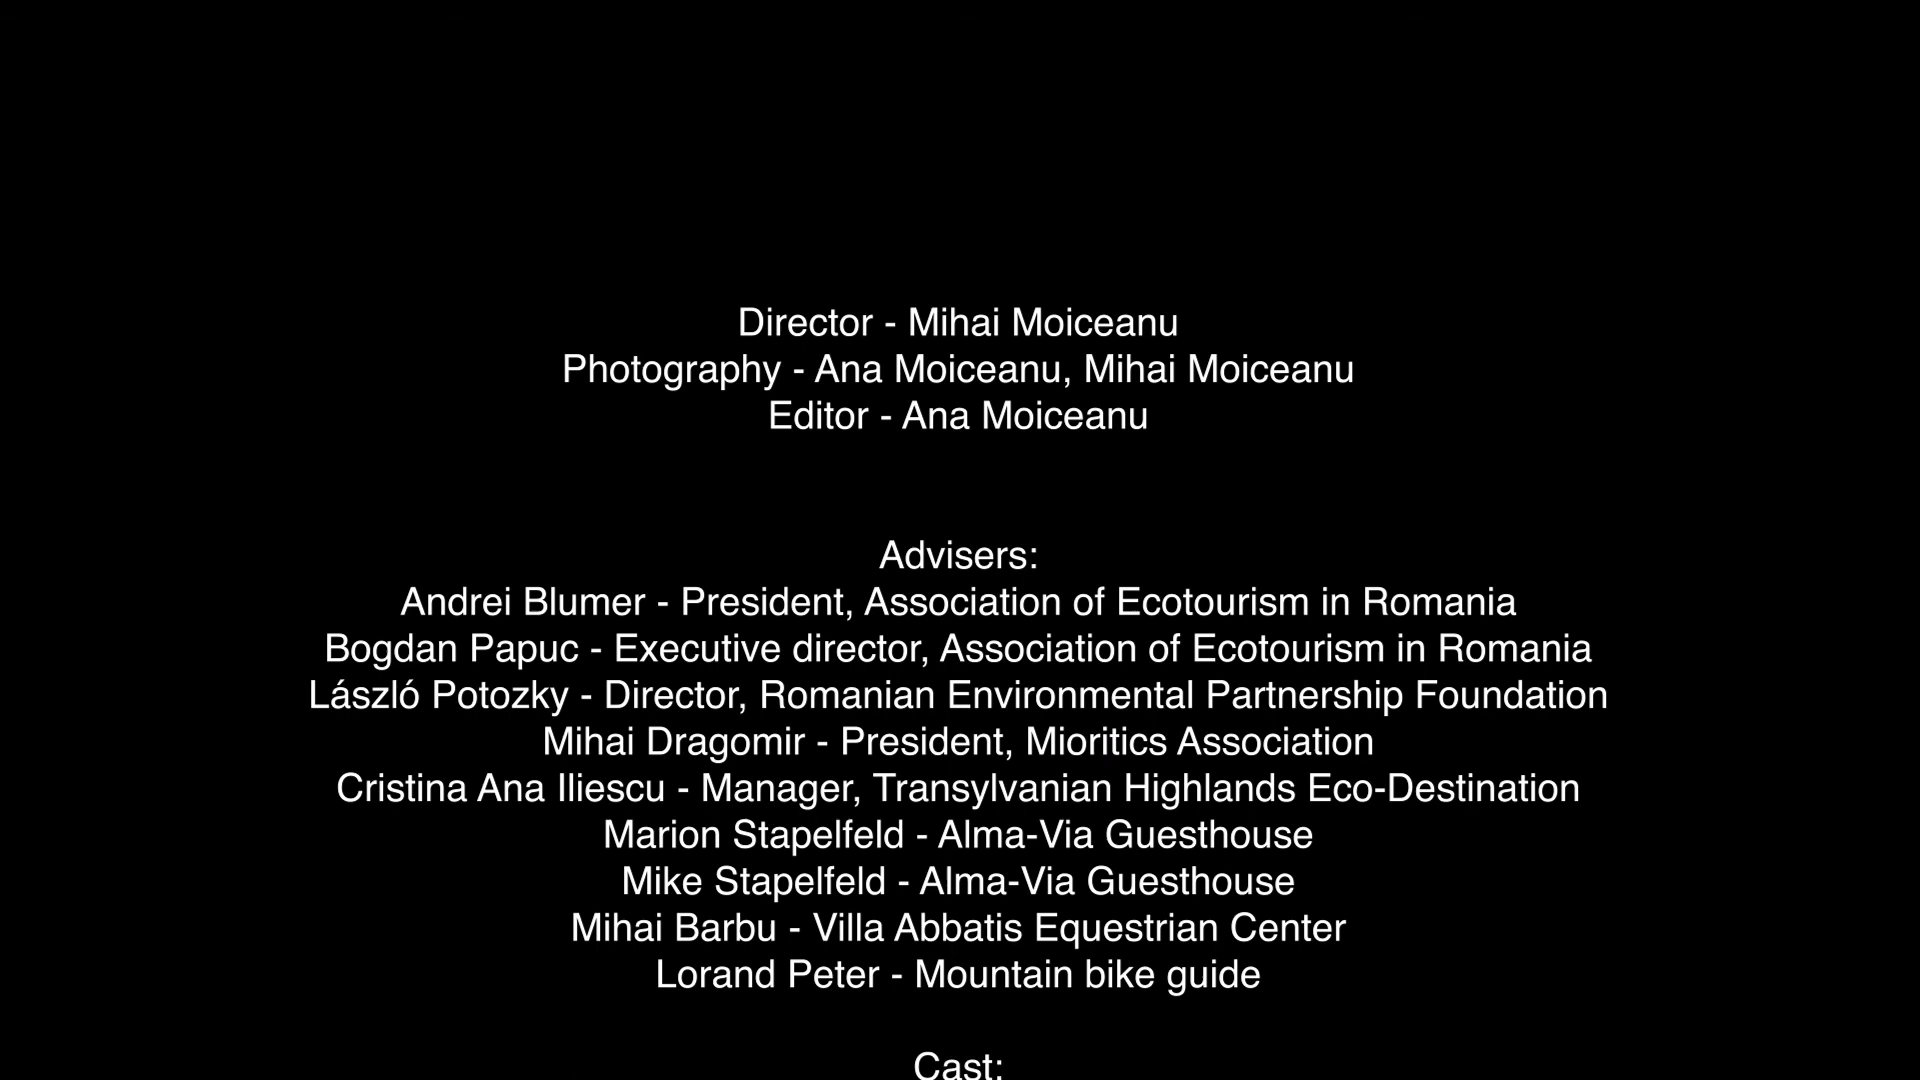 Director - Mihai Moiceanu
Photography - Ana Moiceanu, Mihai Moiceanu
Editor - Ana Moiceanu
Advisers:
Andrei Blumer - President, Association of Ecotourism in Romania
Bogdan Papuc - Executive director, Association of Ecotourism in Romania
László Potozky - Director, Romanian Environmental Partnership Foundation
Mihai Dragomir - President, Mioritics Association
Cristina Ana Iliescu - Manager, Transylvanian Highlands Eco-Destination
Marion Stapelfeld - Alma-Via Guesthouse
Mike Stapelfeld - Alma-Via Guesthouse
Mihai Barbu - Villa Abbatis Equestrian Center
Lorand Peter - Mountain bike guide
Cast: